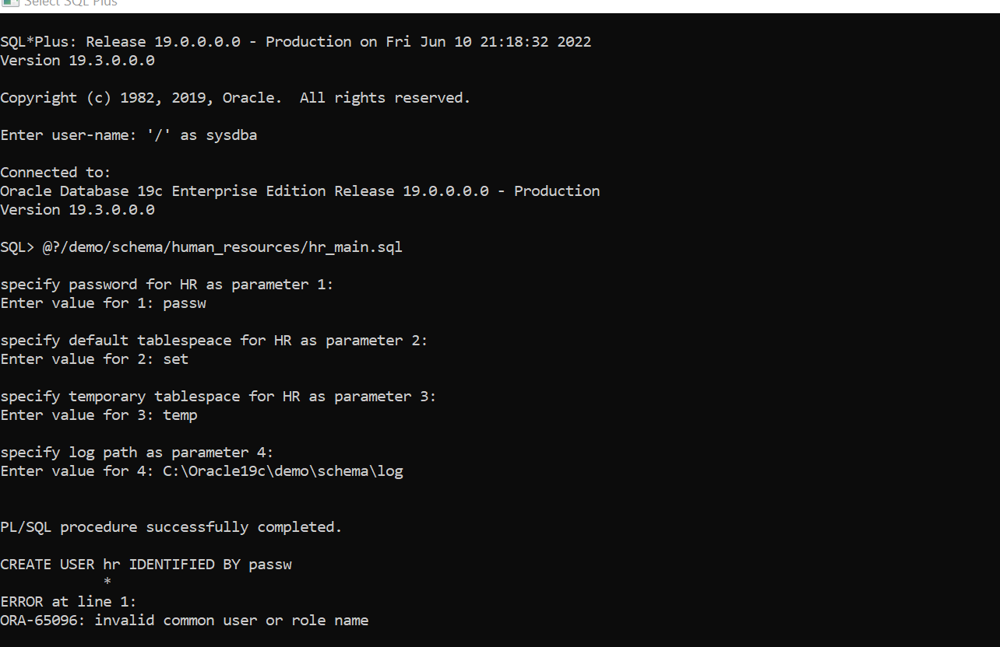 Select SQL Plus
SQL*Plus: Release 19.0.0.0.0 - Production on Fri Jun 10 21:18:32 2022
Version 19.3.0.0.0
Copyright (c) 1982, 2019, Oracle.  All rights reserved.
Enter user-name: '/' as sysdba
Connected to:
Oracle Database 19c Enterprise Edition Release 19.0.0.0.0 - Production
Version 19.3.0.0.0
SQL> @?/demo/schema/human_resources/hr_main.sql
specify password for HR as parameter 1:
Enter value for 1: passw
specify default tablespeace for HR as parameter 2:
Enter value for 2: set
specify temporary tablespace for HR as parameter 3:
Enter value for 3: temp
specify log path as parameter 4:
Enter value for 4: C:\Oracle19c\demo\schema\log
PL/SQL procedure successfully completed.
CREATE USER hr IDENTIFIED BY passw
*
ERROR at line 1:
ORA-65096: invalid common user or role name